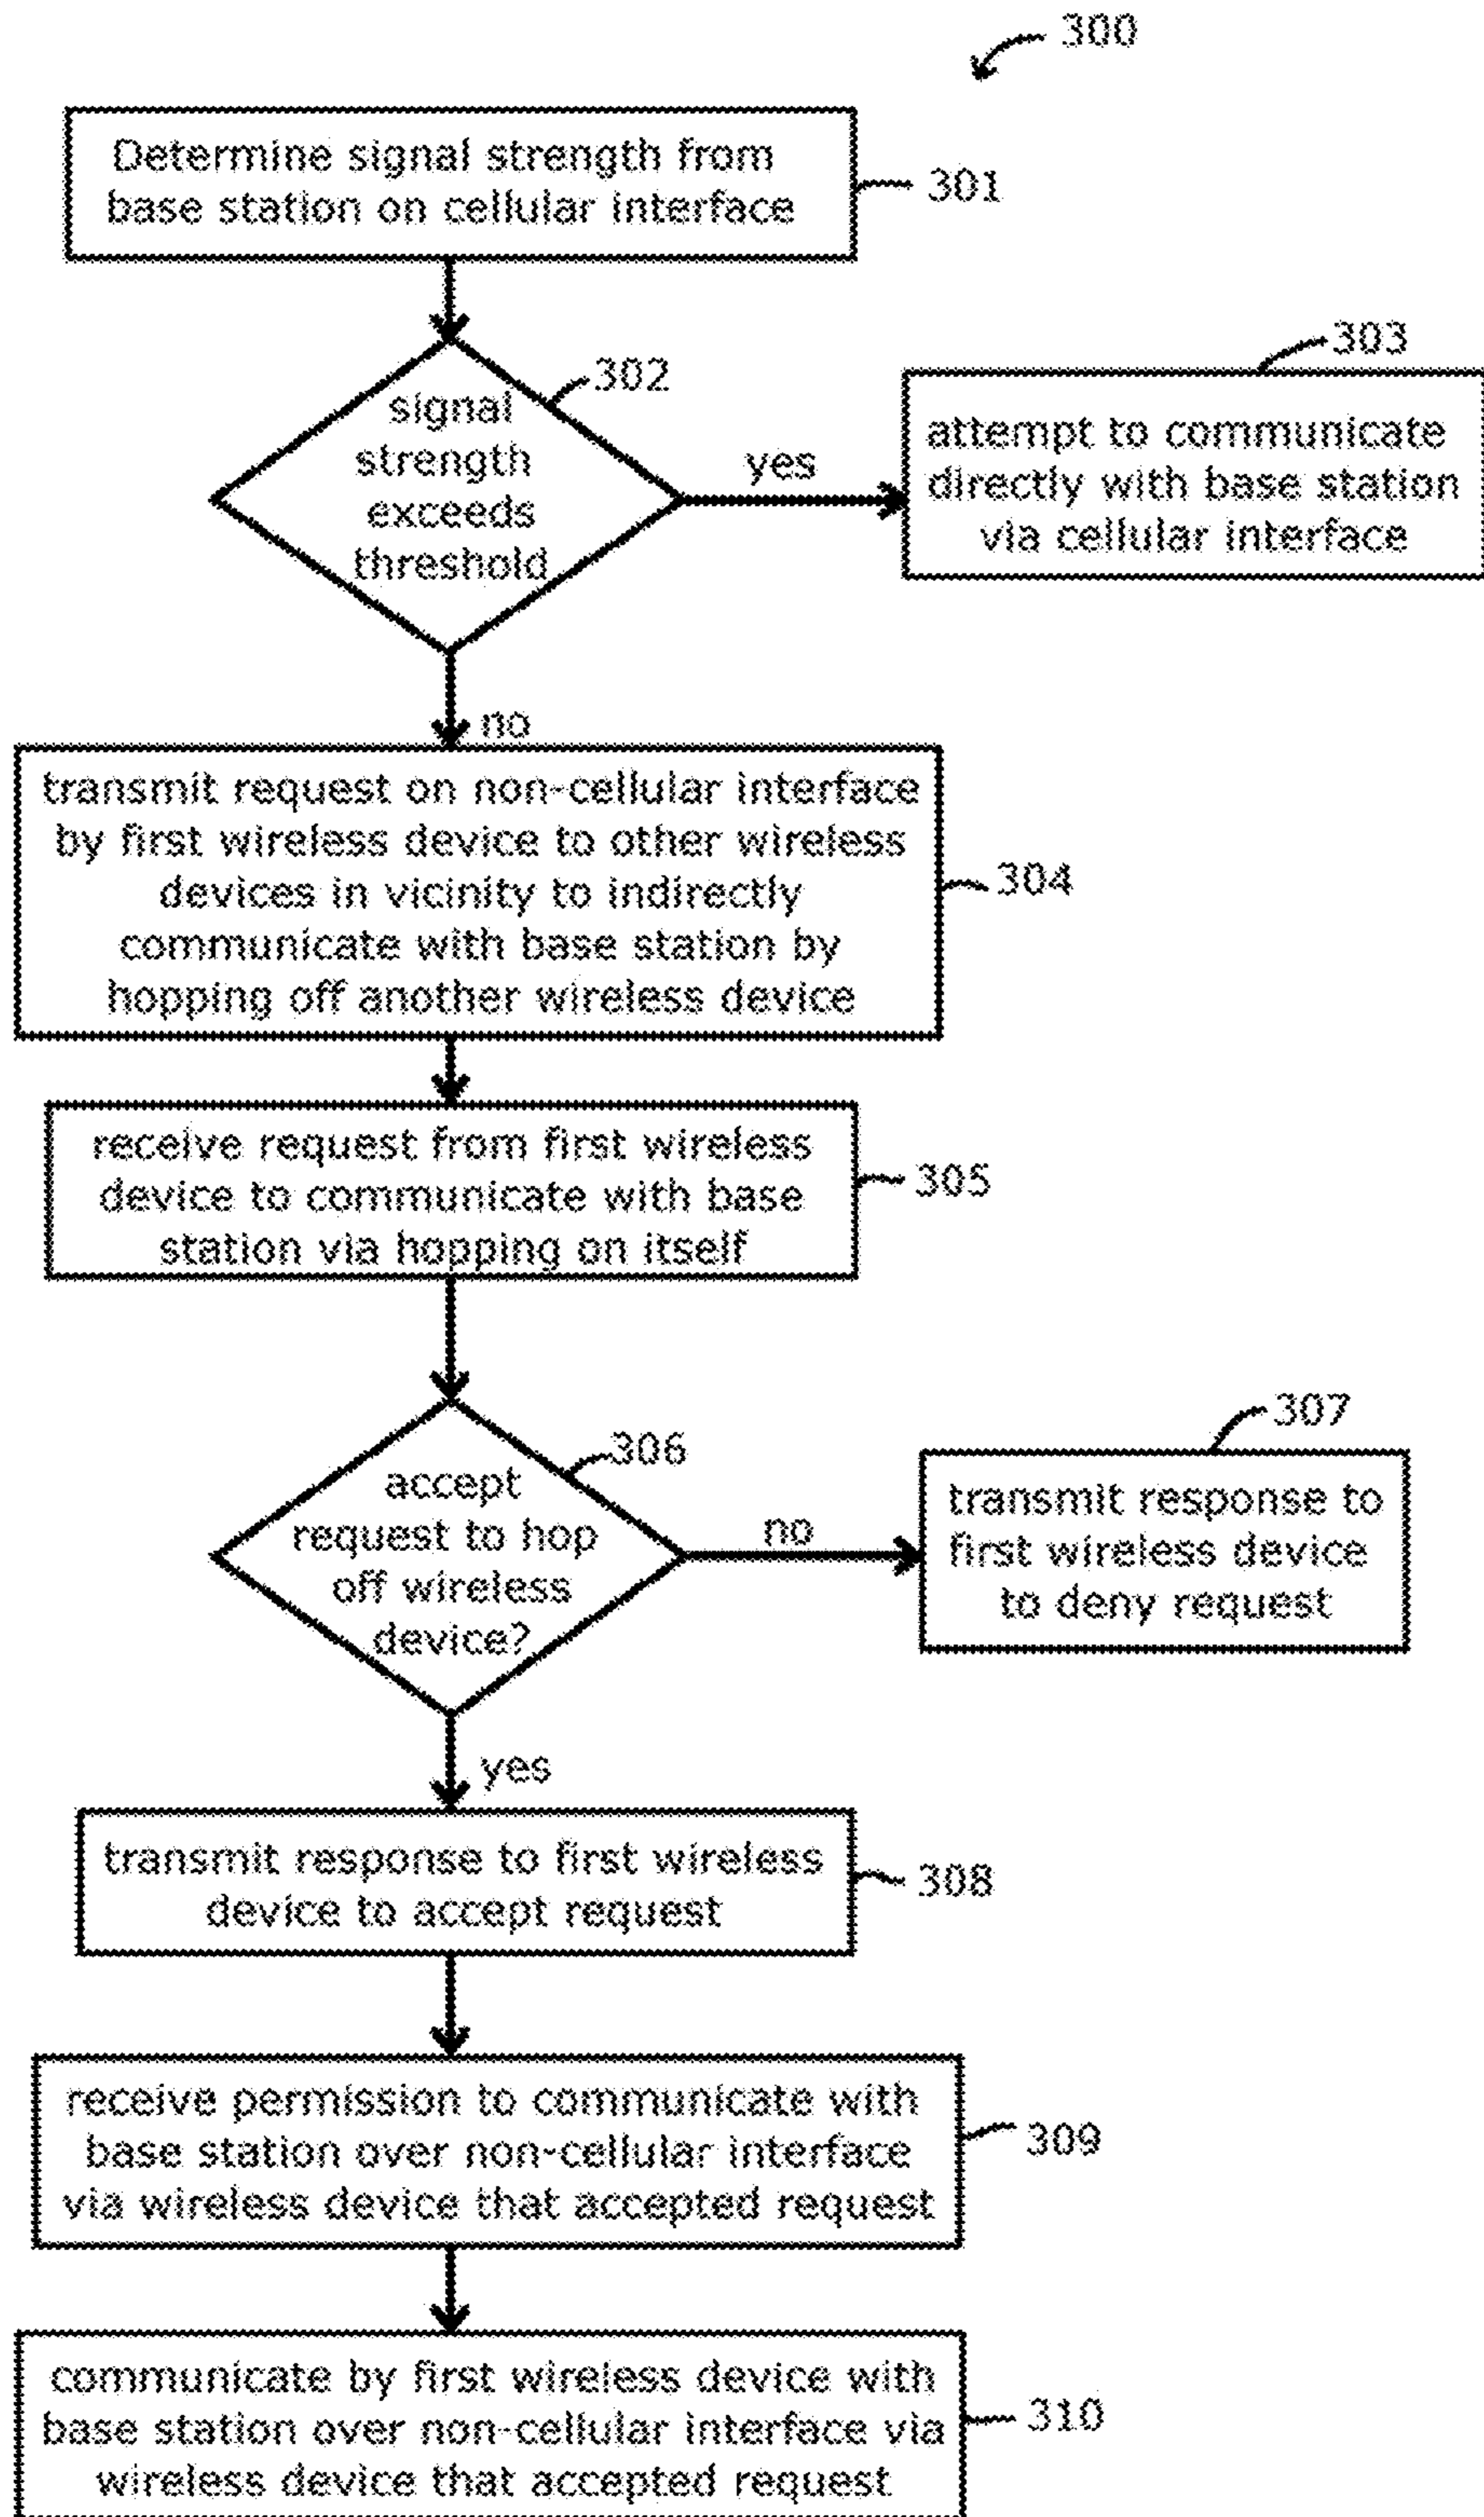 300
Determine signal strength from
base station on cellular interface
301
302
signal
strength
exceeds
threshold
yes
303
attempt to communicate
directly with base station
via cellular interface
no
transmit request on non-cellular interface
by first wireless device to other wireless
devices in vicinity to indirectly
communicate with base station by
hopping off another wireless device
304
receive request from first wireless
device to communicate with base
station via hopping on itself
305
306
accept
request to hop
off wireless
device?
no
307
transmit response to
first wireless device
to deny request
yes
transmit response to first wireless
device to accept request
308
receive permission to communicate with
base station over non-cellular interface
via wireless device that accepted request
309
communicate by first wireless device with
base station over non-cellular interface via
wireless device that accepted request
310